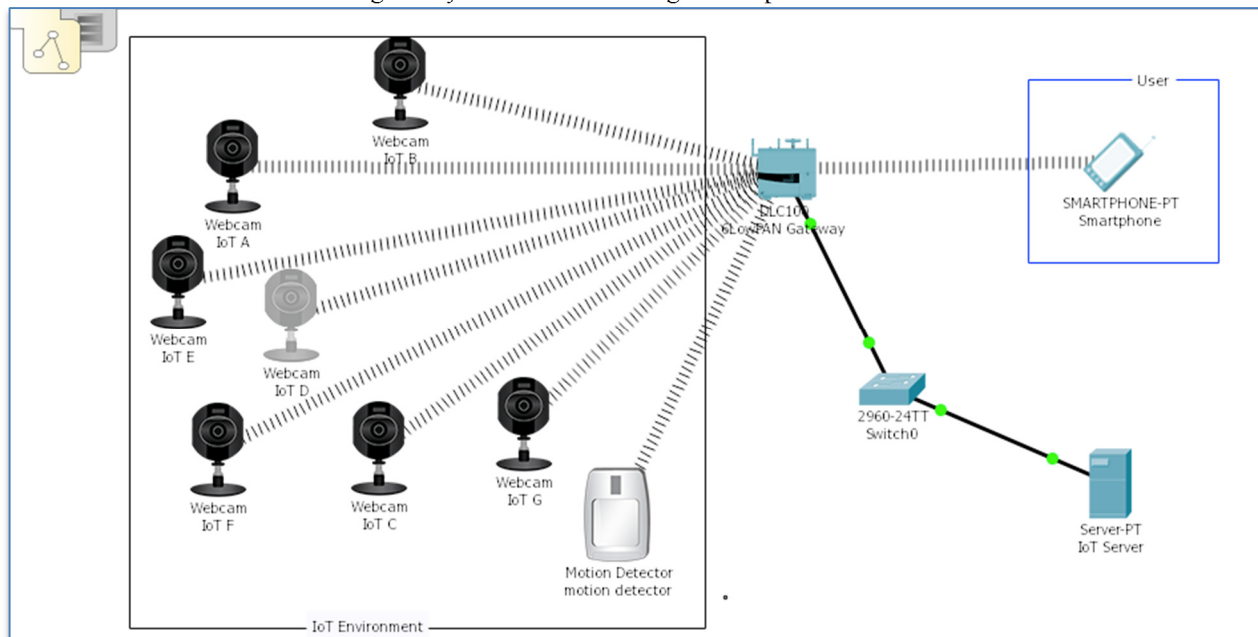 User
Webcam
IoT B
Webcam
IoT A
DLC100
6LowPAN Gateway
SMARTPHONE-PT
Smartphone
Webcam
IoT E
Webcam
IoT D
2960-24TT
Switch0
Webcam
IoT F
Webcam
IoT C
Webcam
IoT G
Server-PT
IoT Server
Motion Detector
motion detector
IoT Environment